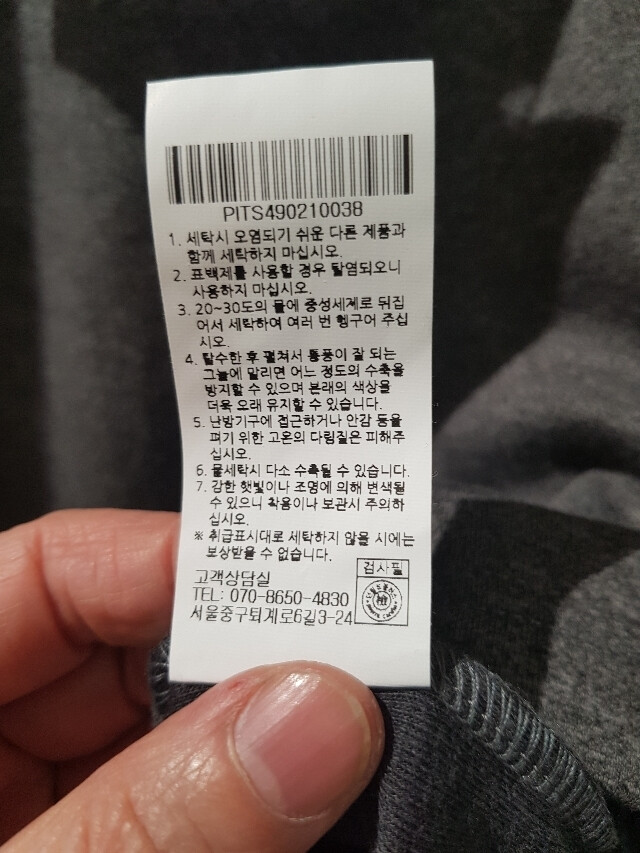 PITS490210038
1. 세탁시 오염되기 쉬운 다른 제품과
함께 세탁하지 마십시오.
2. 표백제를 사용할 경우 탈염되오니
사용하지 마십시오.
3. 20~30도의 물에 중성세제로 뒤집
어서 세탁하여 여러 번 헹구어 주십
시오.
4. 탈수한 후 펼쳐서 통풍이 잘 되는
그늘에 말리면 어느 정도의 수축을
방지할 수 있으며 본래의 색상을
더욱 오래 유지할 수 있습니다.
5. 난방기구에 접근하거나 안감 등을
펴기 위한 고온의 다림질은 피해주
십시오.
6. 물세탁시 다소 수축될 수 있습니다.
7. 강한 햇빛이나 조명에 의해 변색될
수 있으니 착용이나 보관시 주의하
십시오.
※ 취급표시대로 세탁하지 않을 시에는
보상받을 수 없습니다.
고객상담실
TEL: 070-8650-4830
서울중구퇴계로6길3-24
검사필
檢